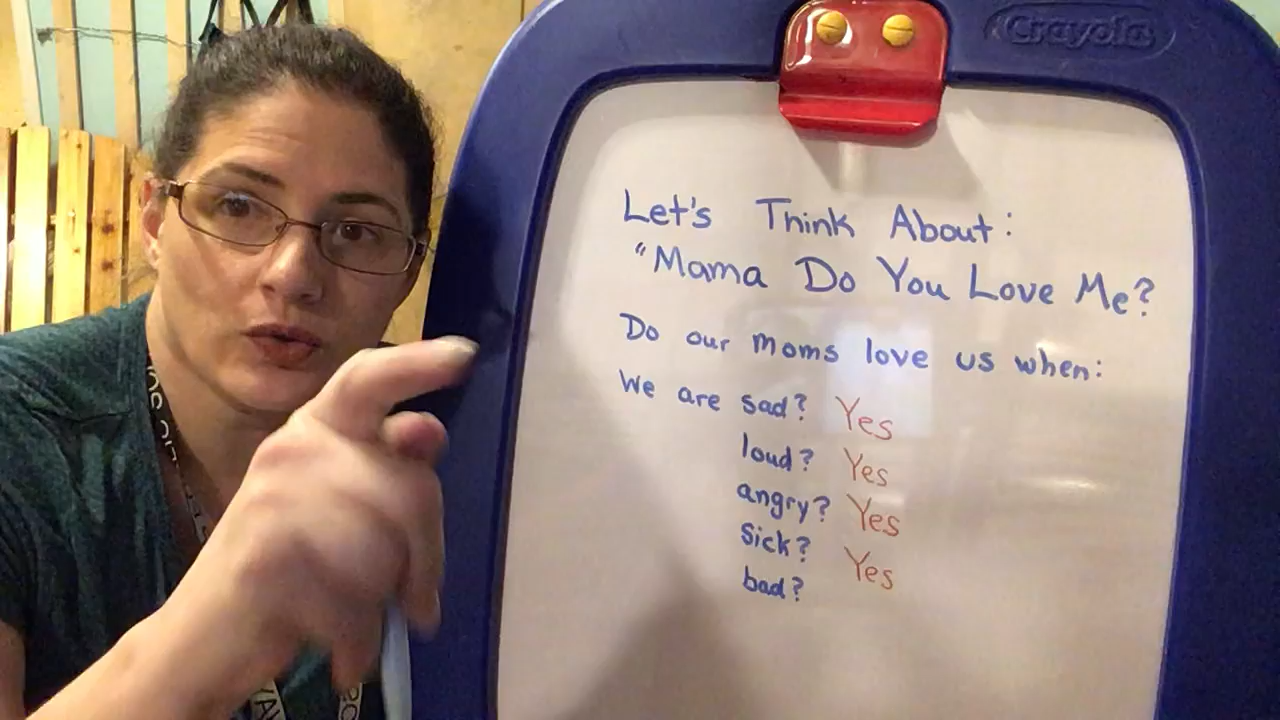 Crayola
Let's Think About:
"Mama Do You Love Me?
Do our moms love us when:
We are sad? Yes
loud? Yes
angry? Yes
Sick? Yes
bad?